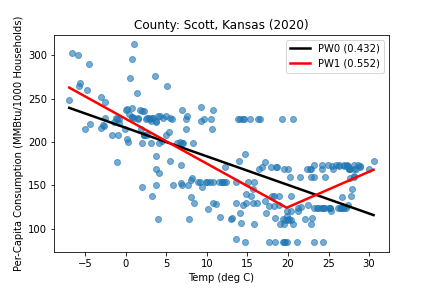 County: Scott, Kansas (2020)
PW0 (0.432)
PW1 (0.552)
Per-Capita Consumption (MMBtu/1000 Households)
300
250
200
150
100
−5 0 5 10 15 20 25 30
Temp (deg C)